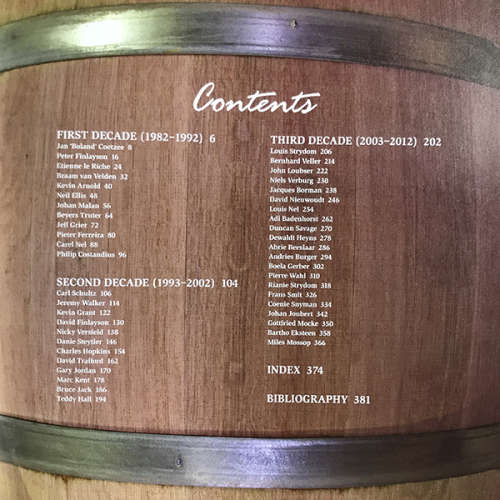 Contents
FIRST DECADE (1982-1992) 6
Jan 'Boland' Coetzee 8
Peter Finlayson 16
Etienne le Riche 24
Braam van Velden 32
Kevin Arnold 40
Neil Ellis 48
Johan Malan 56
Beyers Truter 64
Jeff Grier 72
Pieter Ferreira 80
Carel Nel 88
Philip Costandius 96
SECOND DECADE (1993-2002) 104
Carl Schultz 106
Jeremy Walker 114
Kevin Grant 122
David Finlayson 130
Nicky Versfeld 138
Danie Steytler 146
Charles Hopkins 154
David Trafford 162
Gary Jordan 170
Marc Kent 178
Bruce Jack 186
Teddy Hall 194
THIRD DECADE (2003-2012) 202
Louis Strydom 206
Bernhard Veller 214
John Loubser 222
Niels Verburg 230
Jacques Borman 238
David Nieuwoudt 246
Louis Nel 254
Adi Badenhorst 262
Duncan Savage 270
Dewaldt Heyns 278
Abrie Beeslaar 286
Andries Burger 294
Boela Gerber 302
Pierre Wahl 310
Rianie Strydom 318
Frans Smit 326
Coenie Snyman 334
Johan Joubert 342
Gottfried Mocke 350
Bartho Eksteen 358
Miles Mossop 366
INDEX 374
BIBLIOGRAPHY 381